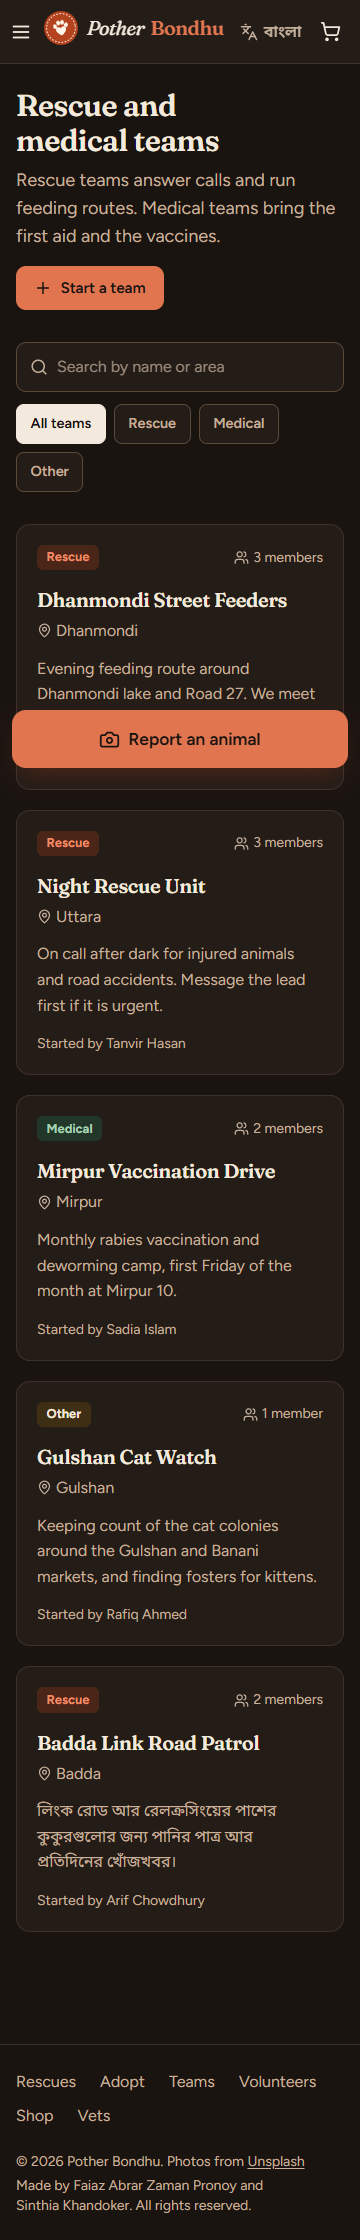 Pother Bondhu
বাংলা
Rescue and
medical teams
Rescue teams answer calls and run
feeding routes. Medical teams bring the
first aid and the vaccines.
Start a team
Search by name or area
All teams
Rescue
Medical
Other
Rescue
3 members
Dhanmondi Street Feeders
Dhanmondi
Evening feeding route around
Dhanmondi lake and Road 27. We meet
Report an animal
Rescue
3 members
Night Rescue Unit
Uttara
On call after dark for injured animals
and road accidents. Message the lead
first if it is urgent.
Started by Tanvir Hasan
Medical
2 members
Mirpur Vaccination Drive
Mirpur
Monthly rabies vaccination and
deworming camp, first Friday of the
month at Mirpur 10.
Started by Sadia Islam
Other
1 member
Gulshan Cat Watch
Gulshan
Keeping count of the cat colonies
around the Gulshan and Banani
markets, and finding fosters for kittens.
Started by Rafiq Ahmed
Rescue
2 members
Badda Link Road Patrol
Badda
লিংক রোড আর রেলক্রসিংয়ের পাশের
কুকুরগুলোর জন্য পানির পাত্র আর
প্রতিদিনের খোঁজখবর।
Started by Arif Chowdhury
Rescues
Adopt
Teams
Volunteers
Shop
Vets
© 2026 Pother Bondhu. Photos from Unsplash
Made by Faiaz Abrar Zaman Pronoy and
Sinthia Khandoker. All rights reserved.